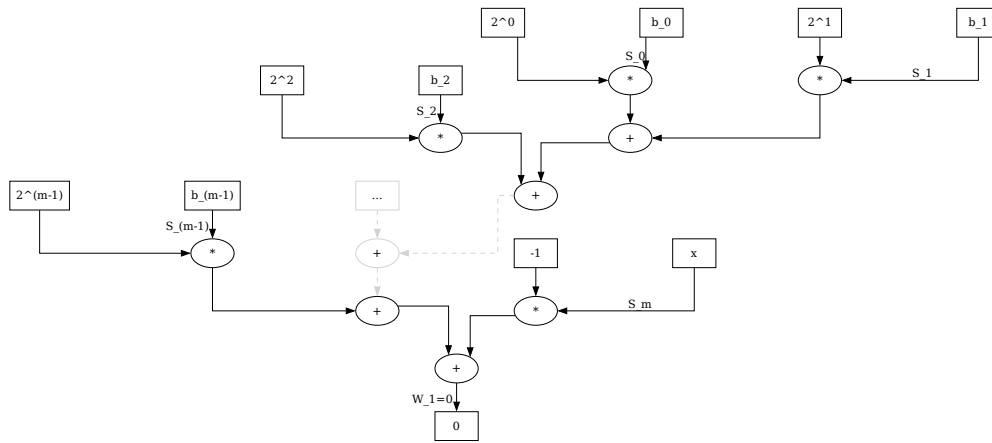 2^0
b_0
2^1
b_1
S_0
2^2
b_2
*
*
S_1
S_2
*
+
2^(m-1)
b_(m-1)
...
+
S_(m-1)
*
+
-1
x
+
*
S_m
+
W_1=0
0